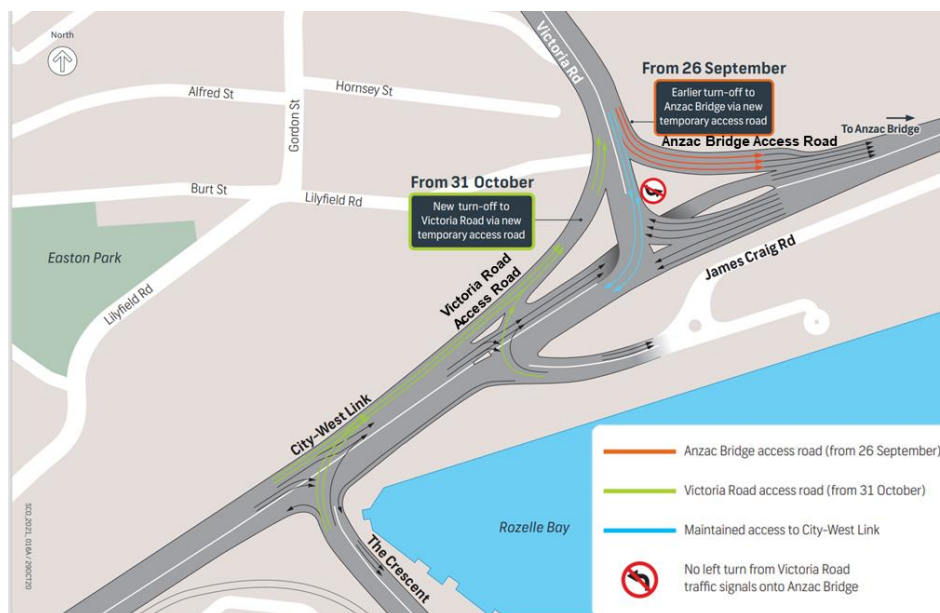 North
Victoria Rd
From 26 September
Earlier turn-off to
Anzac Bridge via new
temporary access road
To Anzac Bridge
Anzac Bridge Access Road
Alfred St
Hornsey St
Gordon St
Burt St
Lilyfield Rd
From 31 October
New turn-off to
Victoria Road via new
temporary access road
Easton Park
Lilyfield Rd
Victoria Road
Access Road
James Craig Rd
City-West Link
The Crescent
Rozelle Bay
Anzac Bridge access road (from 26 September)
Victoria Road access road (from 31 October)
Maintained access to City-West Link
No left turn from Victoria Road
traffic signals onto Anzac Bridge